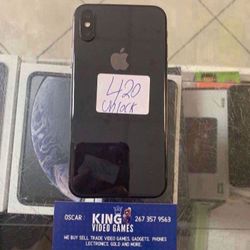 420
UNLOCK
OSCAR
KING
VIDEO GAMES
267 357 9563
WE BUY SELL TRADE VIDEO GAMES, GADGETS, PHONES
LECTRONICS, GOLD AND MORE